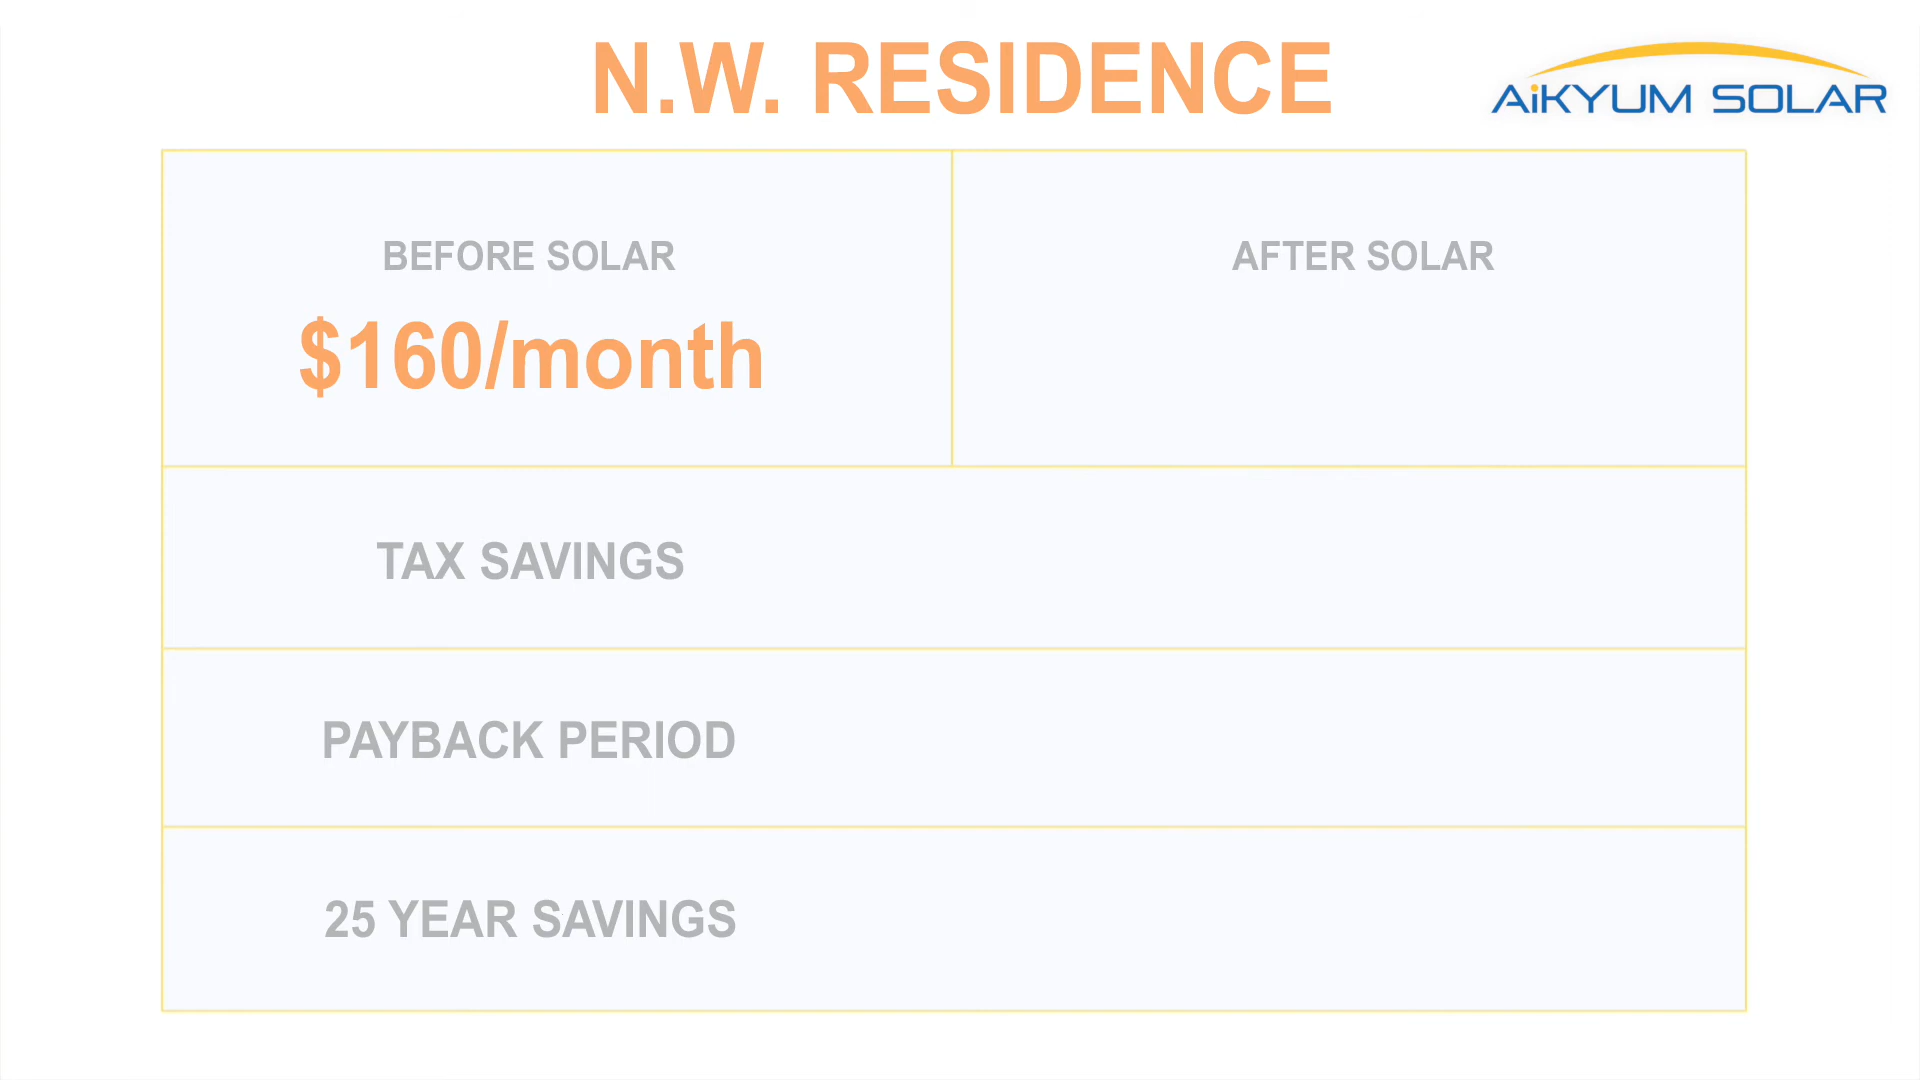 N.W. RESIDENCE
AiKYUM SOLAR
BEFORE SOLAR
$160/month
AFTER SOLAR
TAX SAVINGS
PAYBACK PERIOD
25 YEAR SAVINGS